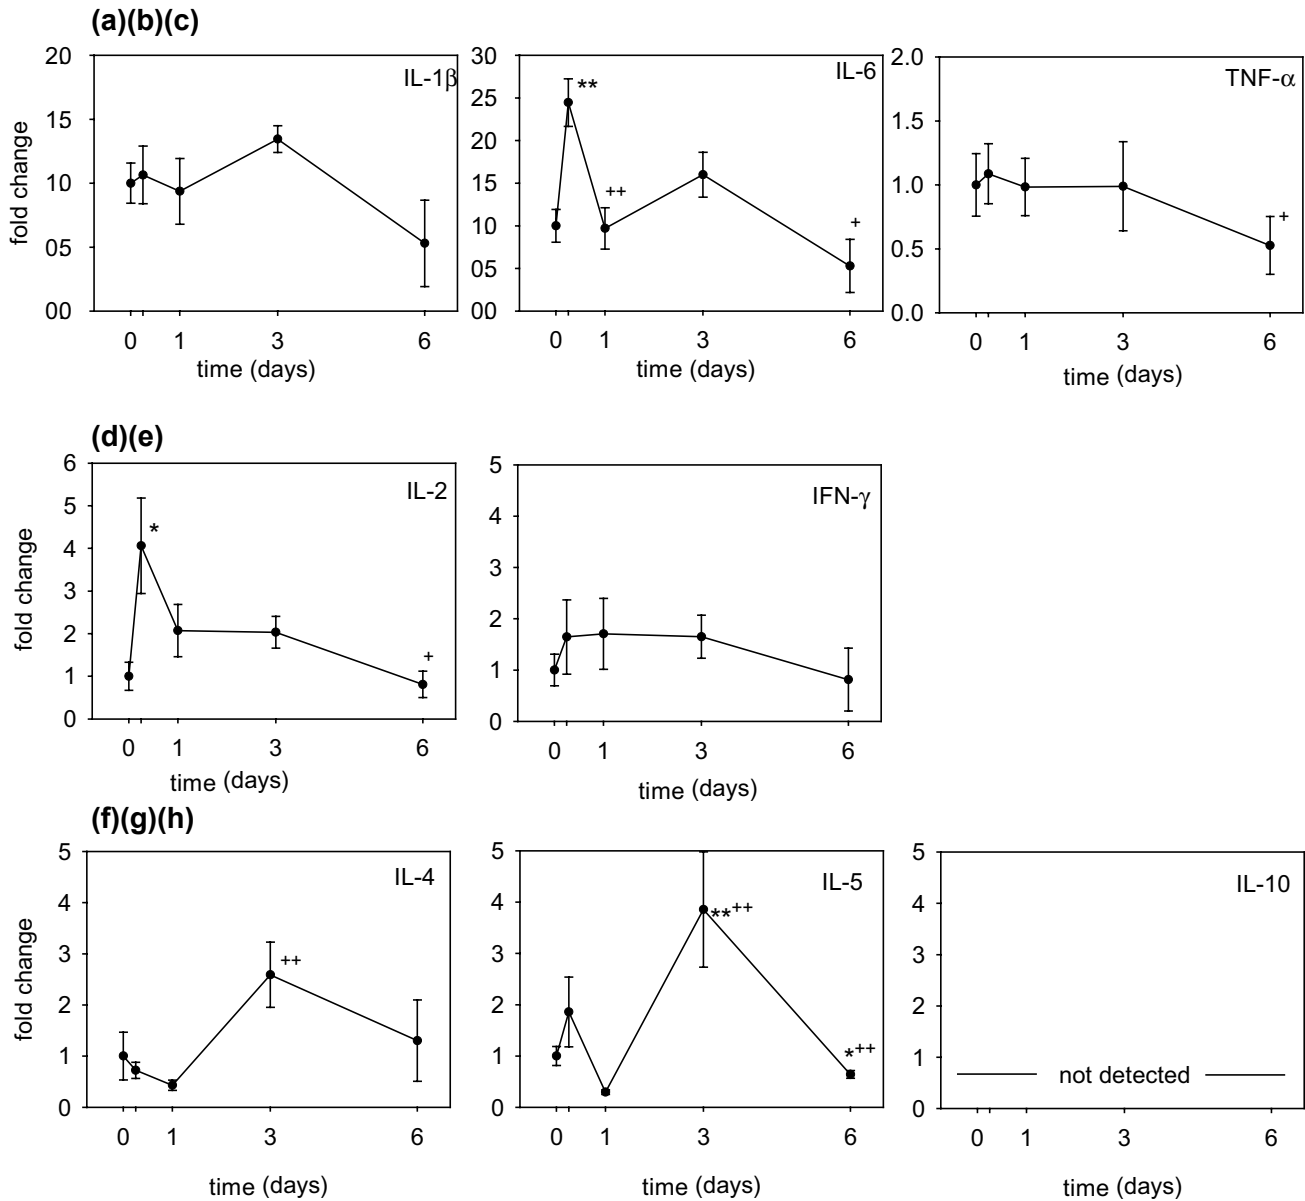 (a)(b)(c)
20
15
10
05
00
fold change
IL-1β
0 1 3 6
time (days)
30
25
20
15
10
05
00
IL-6
**
++
+
0 1 3 6
time (days)
2.0
1.5
1.0
0.5
0.0
TNF-α
+
0 1 3 6
time (days)
(d)(e)
6
5
4
3
2
1
0
fold change
IL-2
*
+
0 1 3 6
time (days)
5
4
3
2
1
0
IFN-γ
0 1 3 6
time (days)
(f)(g)(h)
5
4
3
2
1
0
fold change
IL-4
++
0 1 3 6
time (days)
5
4
3
2
1
0
IL-5
**++
*++
0 1 3 6
time (days)
5
4
3
2
1
0
IL-10
not detected
0 1 3 6
time (days)